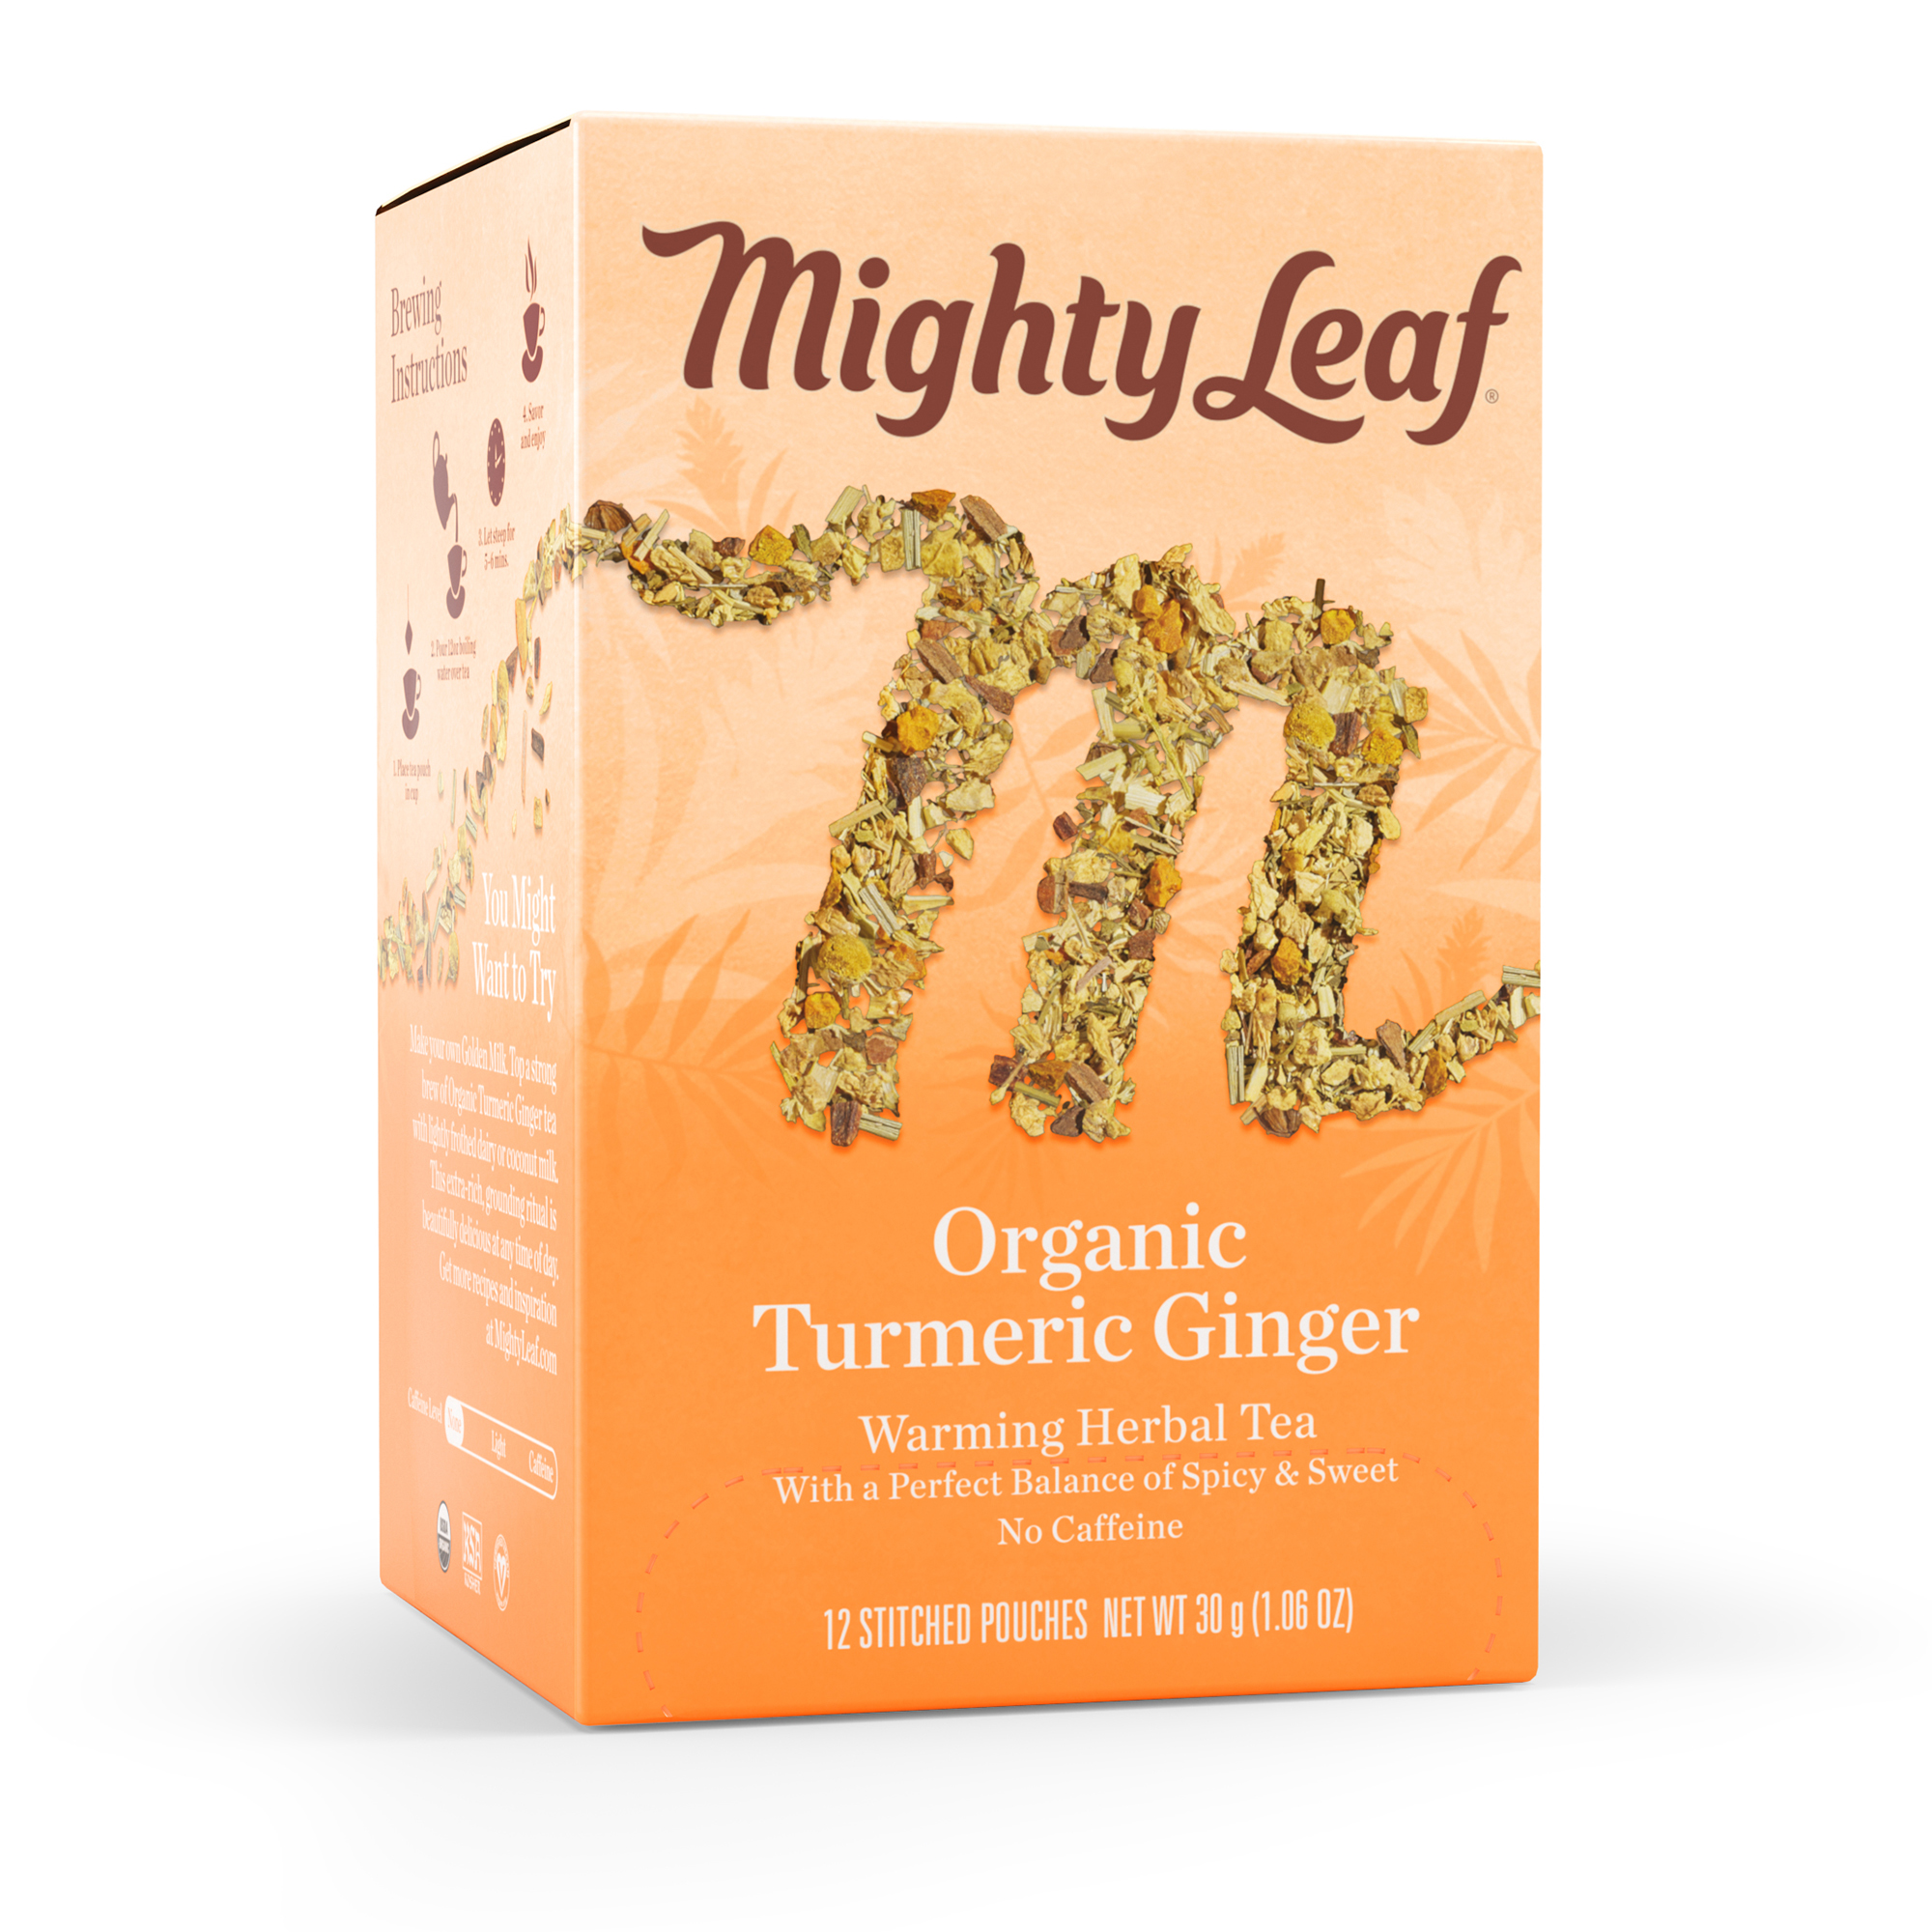 Mighty Leaf®
Organic
Turmeric Ginger
Warming Herbal Tea
With a Perfect Balance of Spicy & Sweet
No Caffeine
12 STITCHED POUCHES NET WT 30 g (1.06 OZ)
Brewing
Instructions
4. Savor
and enjoy
3. Let steep for
5-6 mins.
2. Pour 12oz boiling
water over tea
1. Place tea pouch
in cup
You Might
Want to Try
Make your own Golden Milk. Top a strong
brew of Organic Turmeric Ginger tea
with lightly frothed dairy or coconut milk.
This extra-rich, grounding ritual is
beautifully delicious at any time of day.
Get more recipes and inspiration
at MightyLeaf.com
Caffeine Level
None
Light
Caffeine
USDA
ORGANIC
KSA
KOSHER